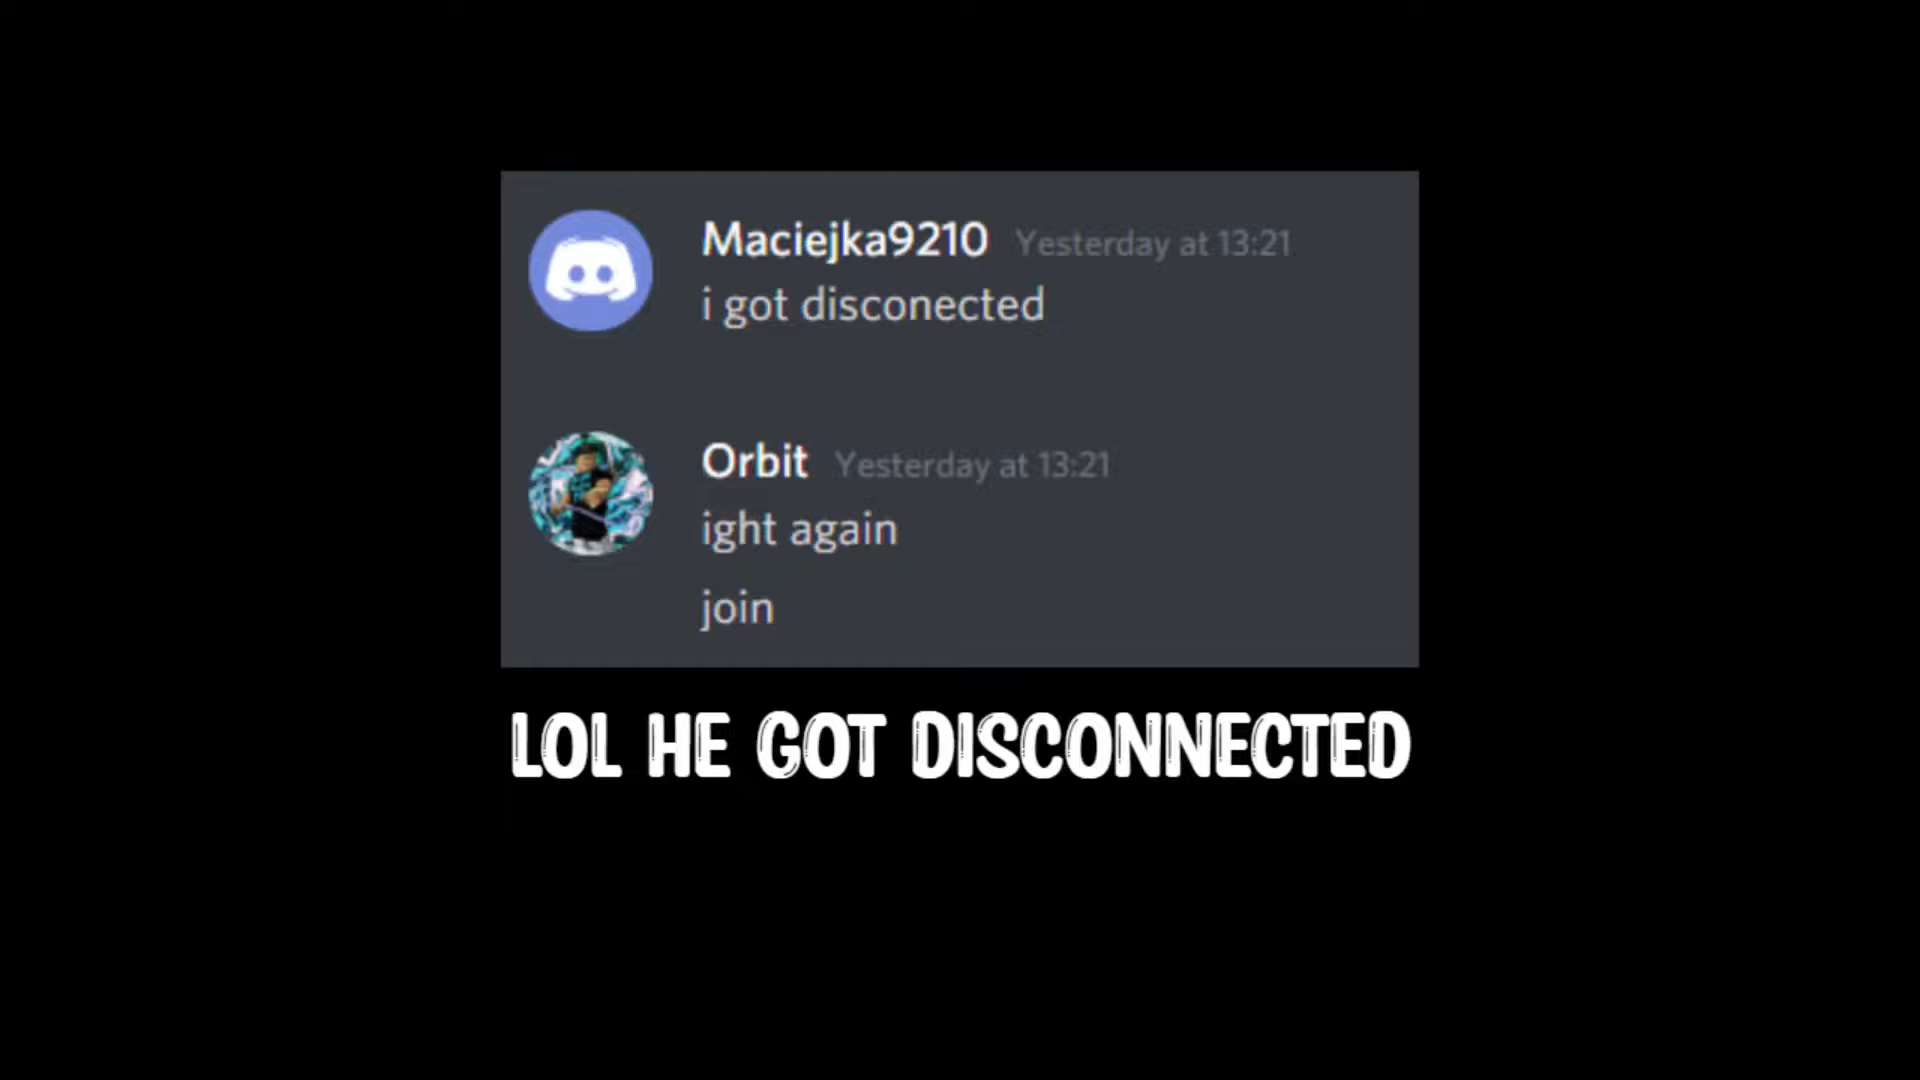 Maciejka9210 Yesterday at 13:21
i got disconected
Orbit Yesterday at 13:21
ight again
join
LOL HE GOT DISCONNECTED